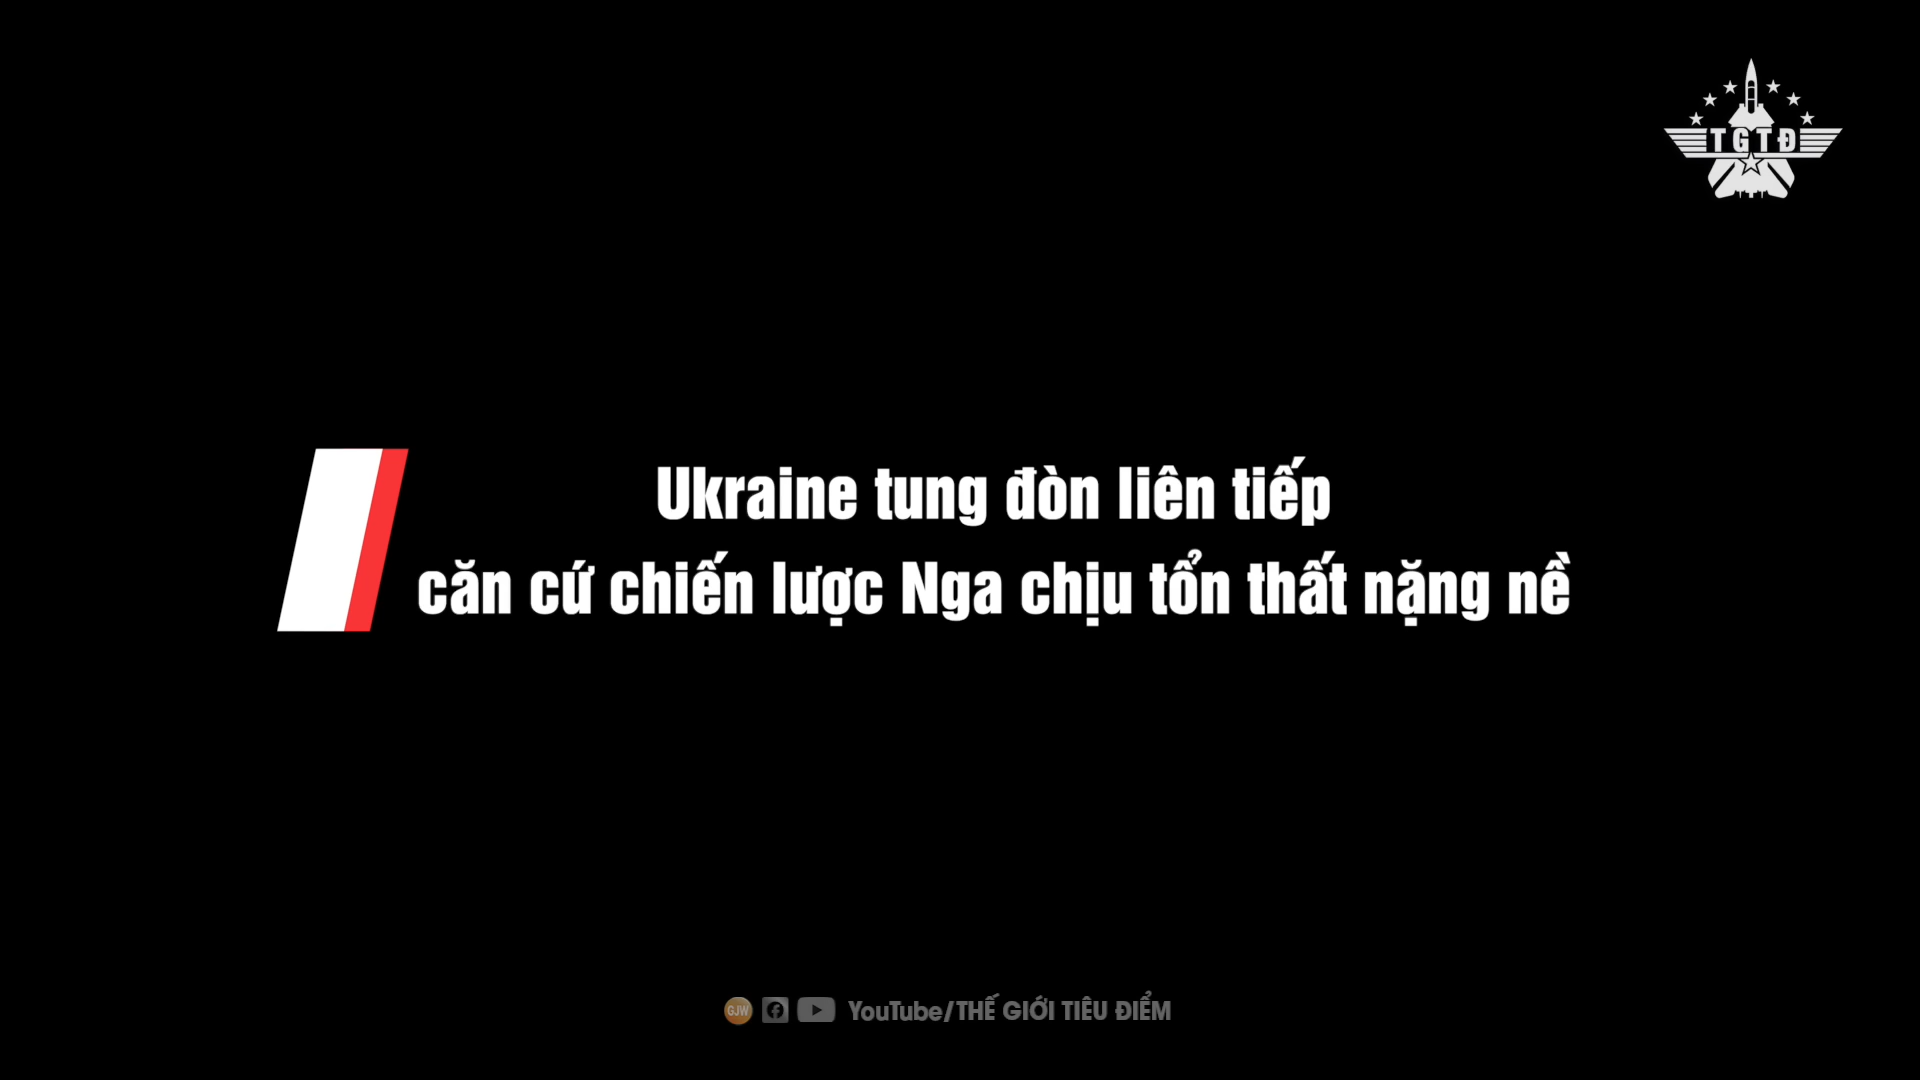 TGTĐ
Ukraine tung đòn liên tiếp
căn cứ chiến lược Nga chịu tổn thất nặng nề
GJW YouTube/THẾ GIỚI TIÊU ĐIỂM